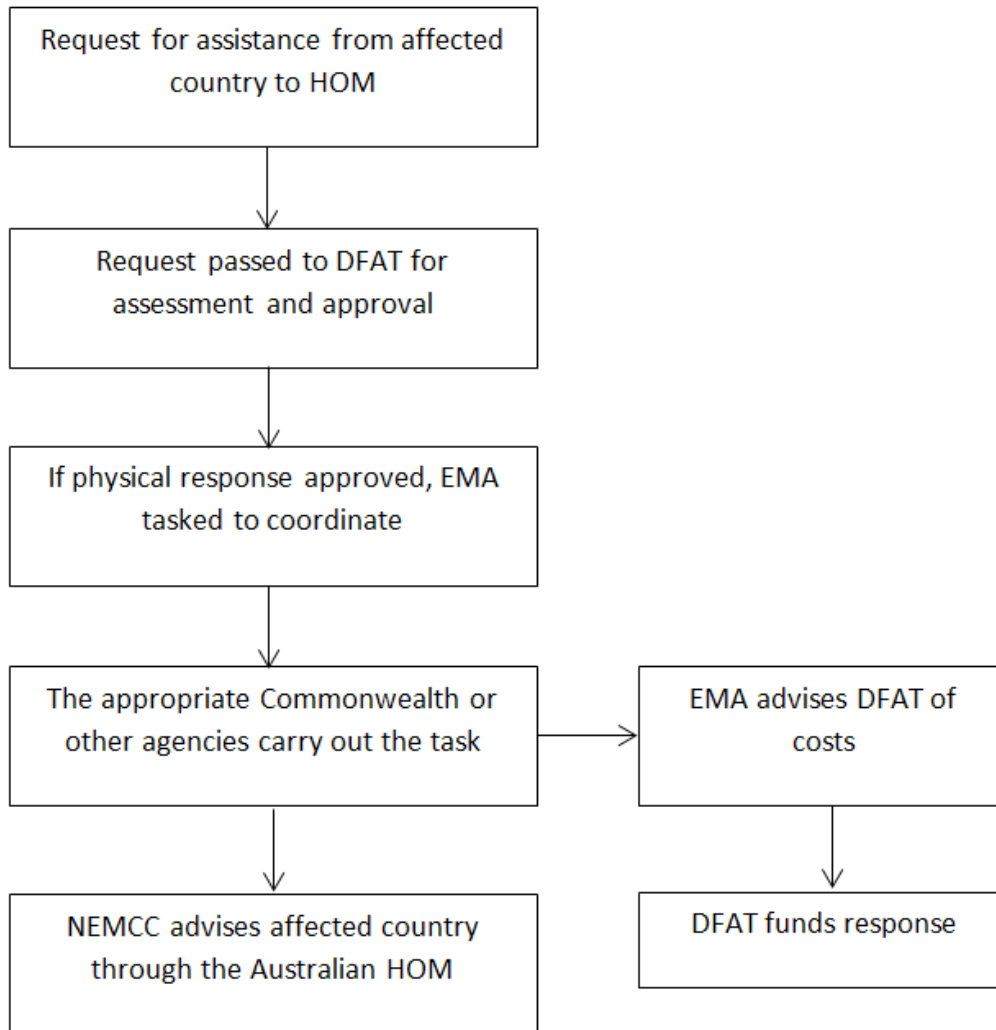 Request for assistance from affected
country to HOM
Request passed to DFAT for
assessment and approval
If physical response approved, EMA
tasked to coordinate
The appropriate Commonwealth or
other agencies carry out the task
EMA advises DFAT of
costs
NEMCC advises affected country
through the Australian HOM
DFAT funds response